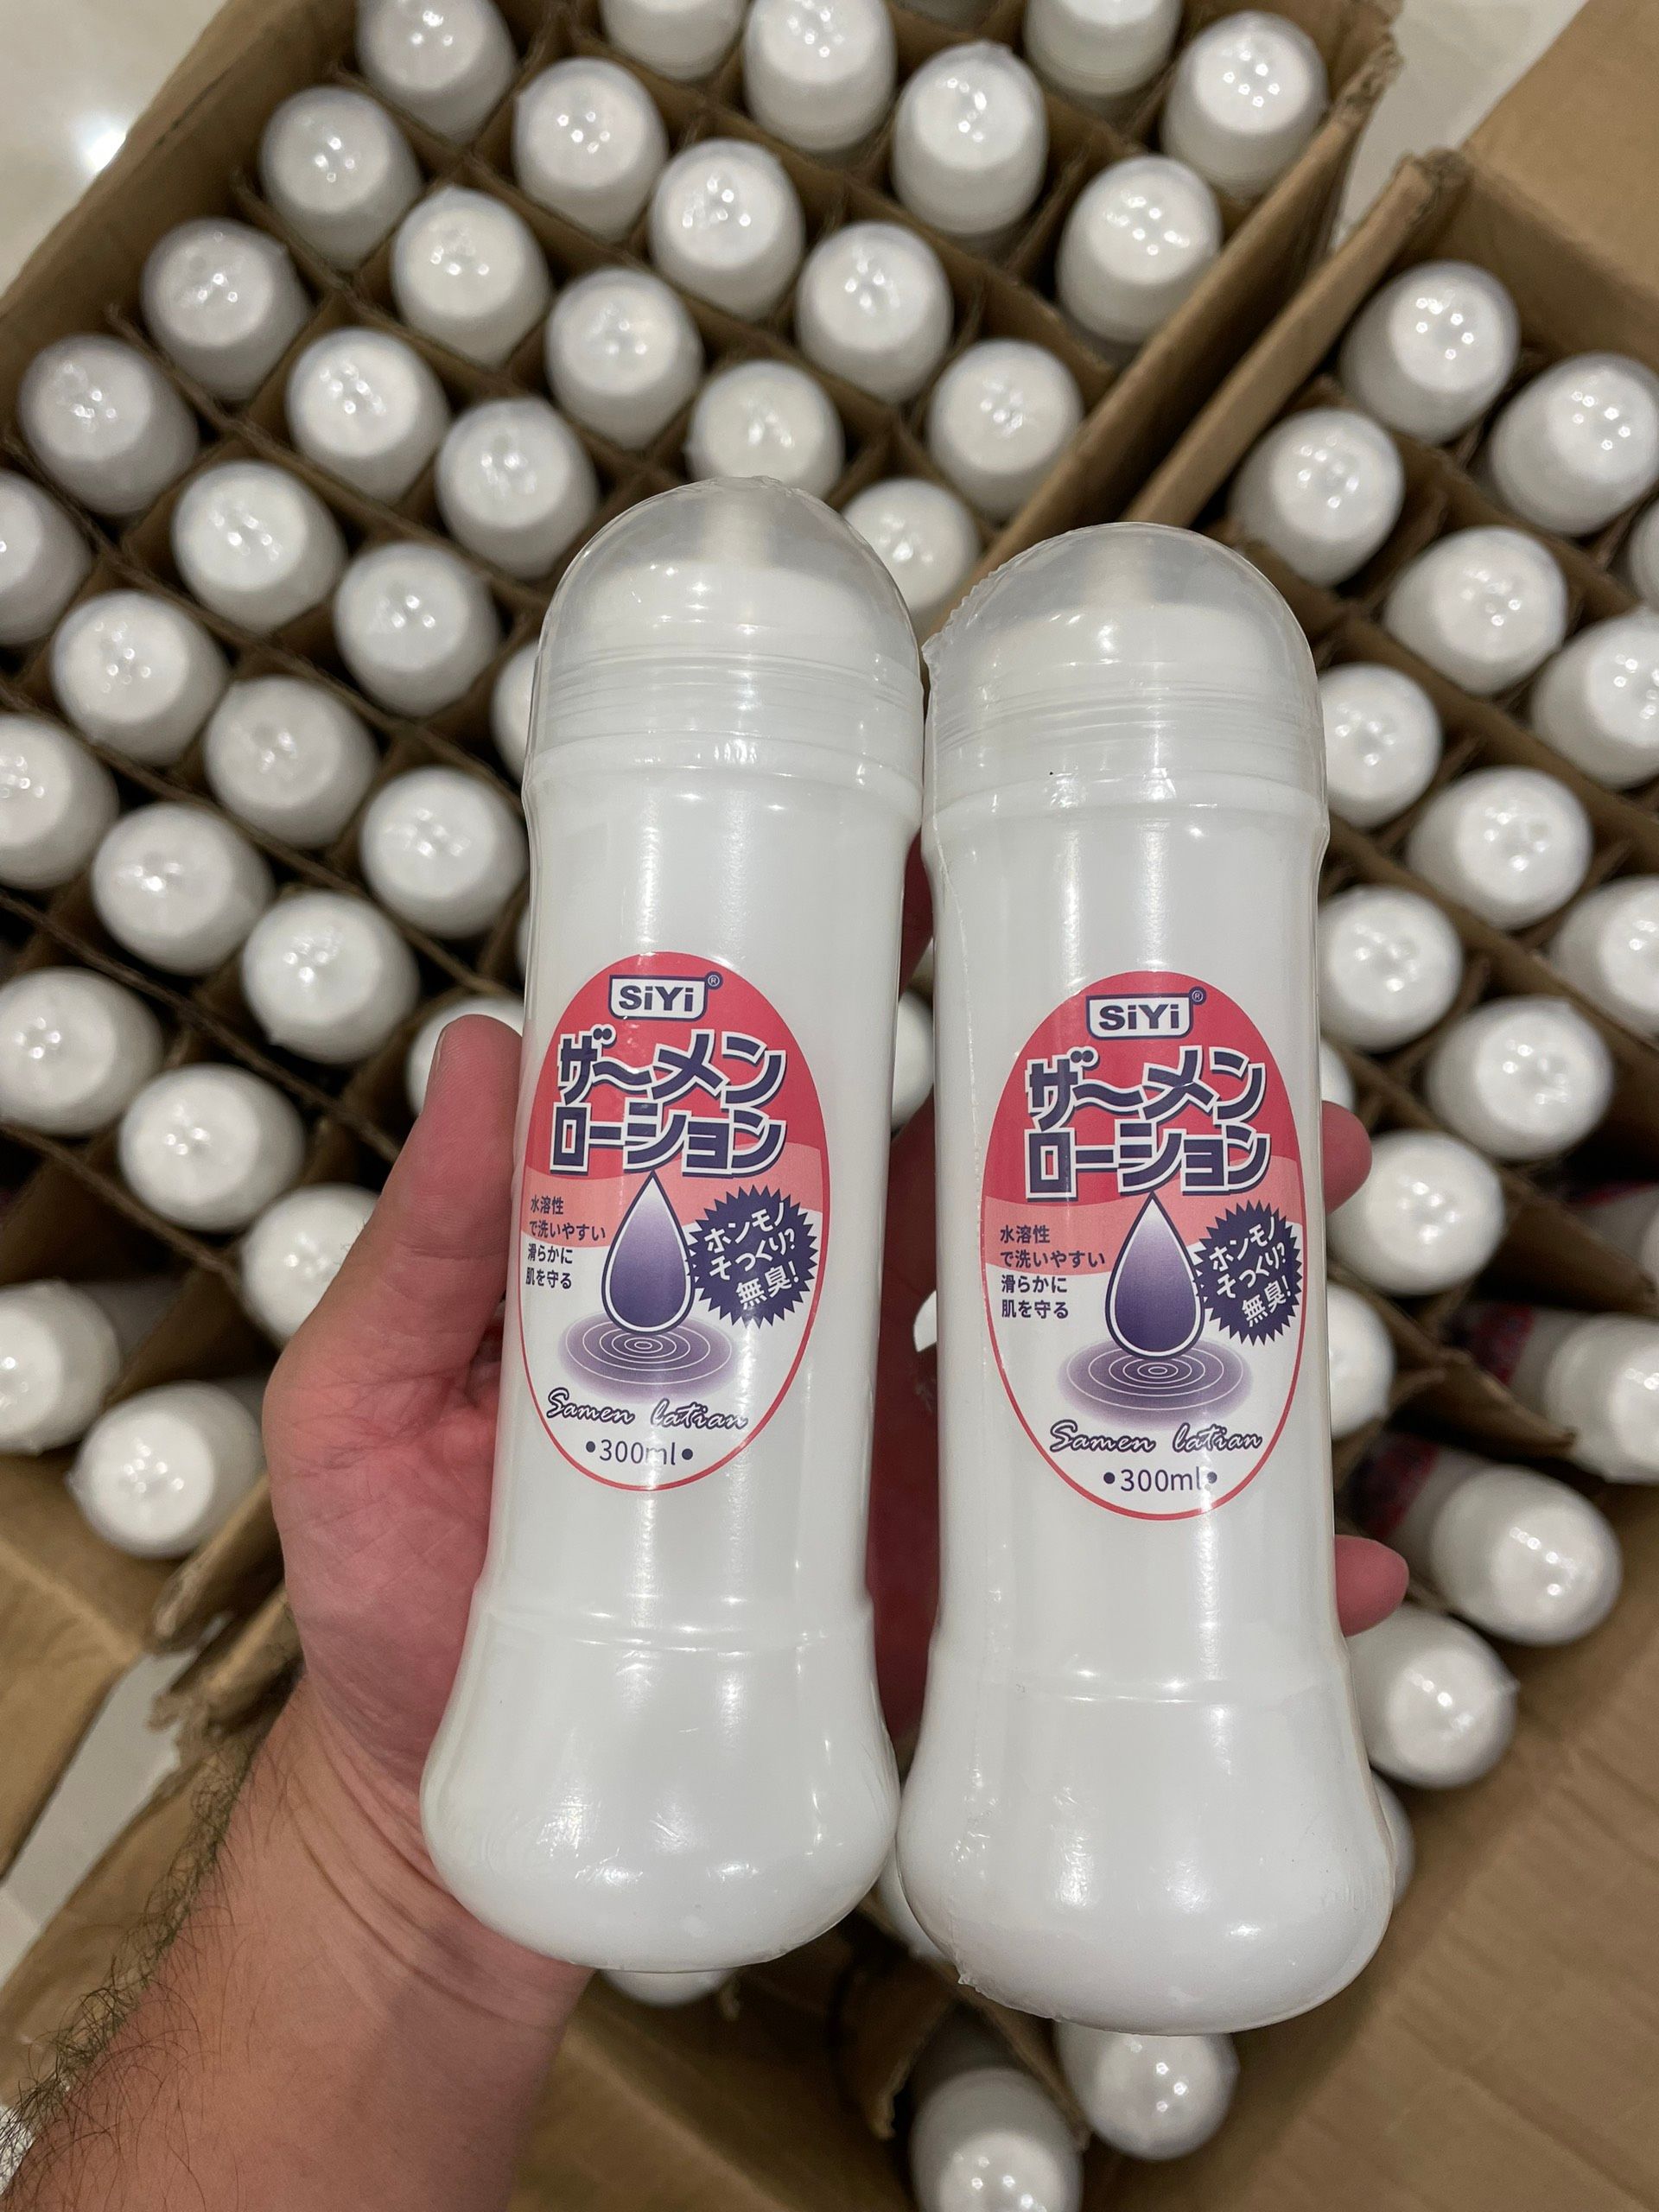 SiYi®
ザ〜メン
ローション
水溶性
で洗いやすい
滑らかに
肌を守る
ホンモノ
そっくり?
無臭!
Samen latian
•300ml•
SiYi®
ザ〜メン
ローション
水溶性
で洗いやすい
滑らかに
肌を守る
ホンモノ
そっくり?
無臭!
Samen latian
•300ml•